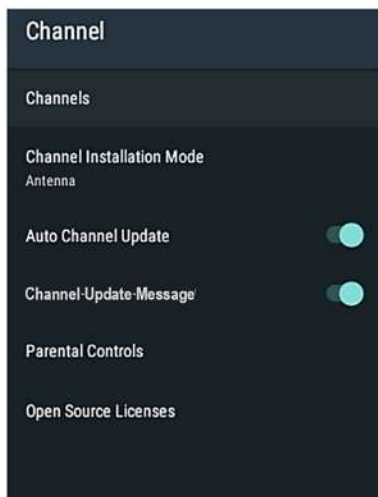 Channel
Channels
Channel Installation Mode
Antenna
Auto Channel Update
Channel-Update-Message
Parental Controls
Open Source Licenses